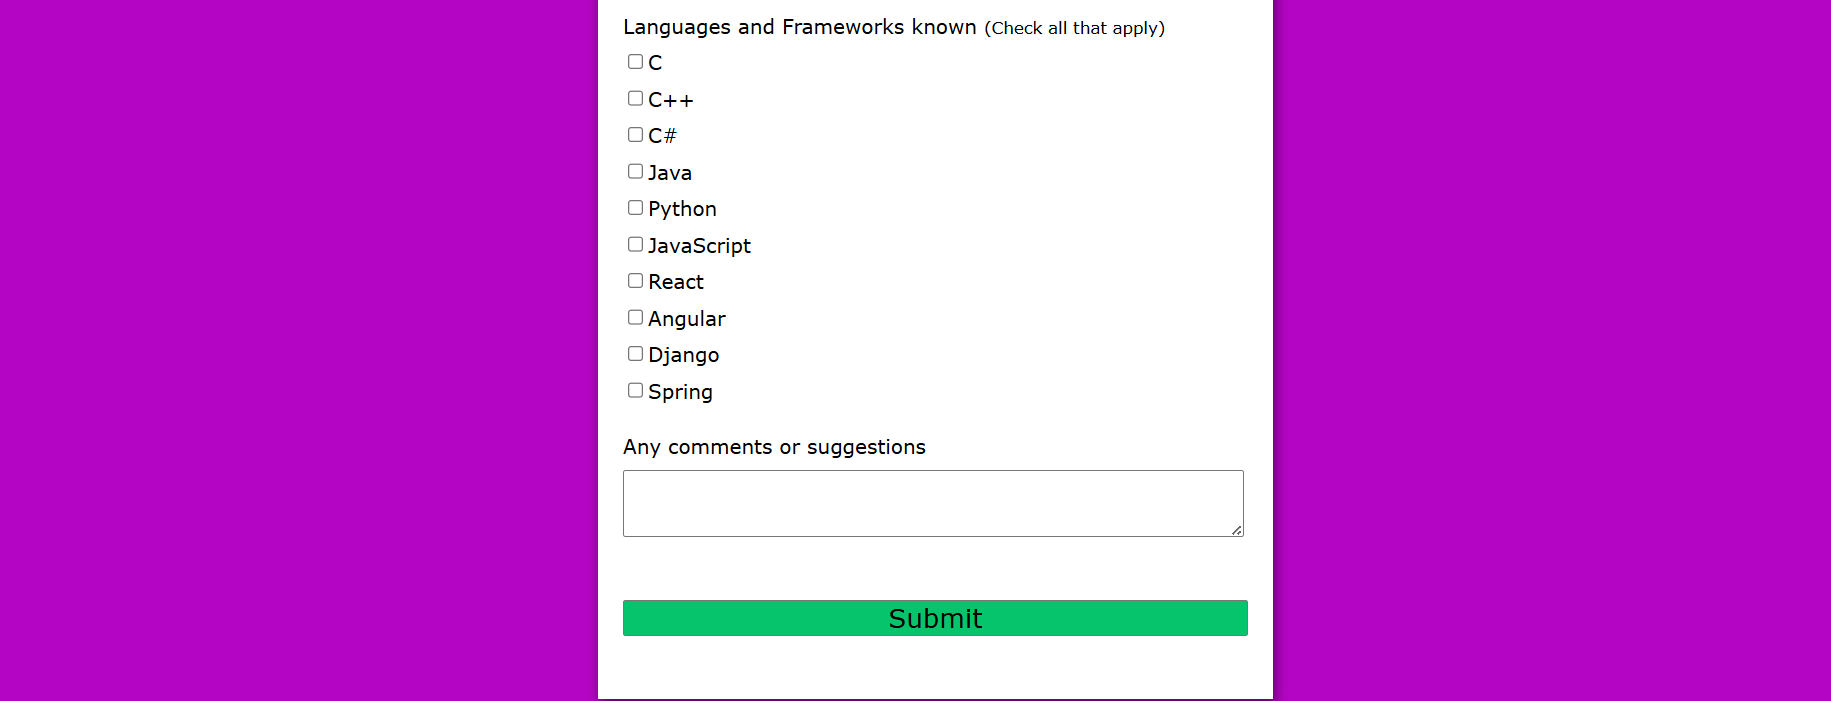 Languages and Frameworks known (Check all that apply)
C
C++
C#
Java
Python
JavaScript
React
Angular
Django
Spring
Any comments or suggestions
Submit